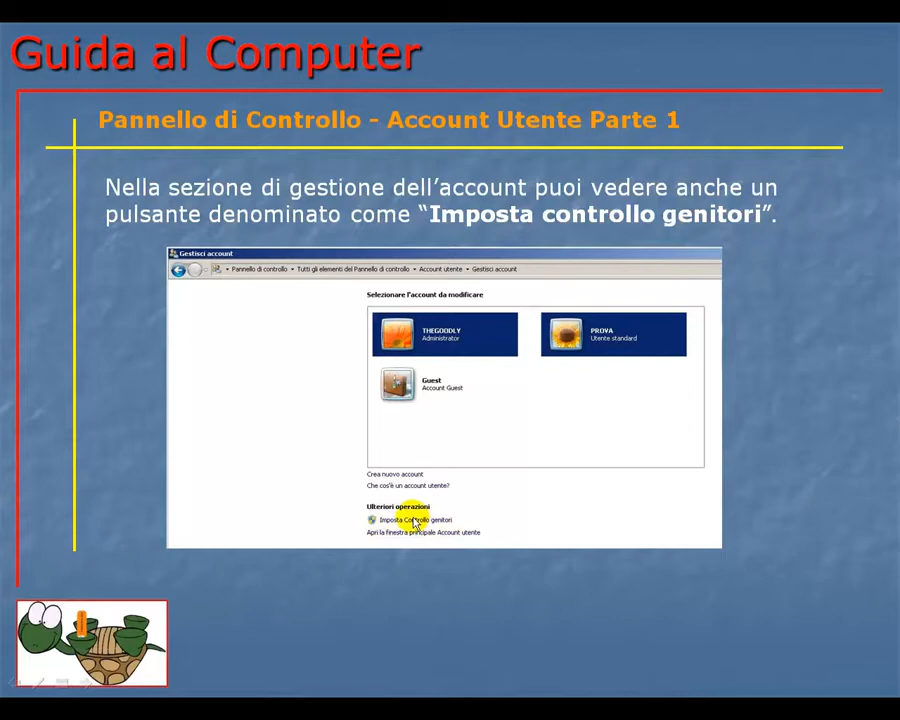 Guida al Computer
Pannello di Controllo - Account Utente Parte 1
Nella sezione di gestione dell’account puoi vedere anche un
pulsante denominato come “Imposta controllo genitori”.
Gestisci account
Pannello di controllo • Tutti gli elementi del Pannello di controllo • Account utente • Gestisci account
Selezionare l'account da modificare
THEGOODLY
Administrator
PROVA
Utente standard
Guest
Account Guest
Crea nuovo account
Che cos'è un account utente?
Ulteriori operazioni
Imposta Controllo genitori
Apri la finestra principale Account utente